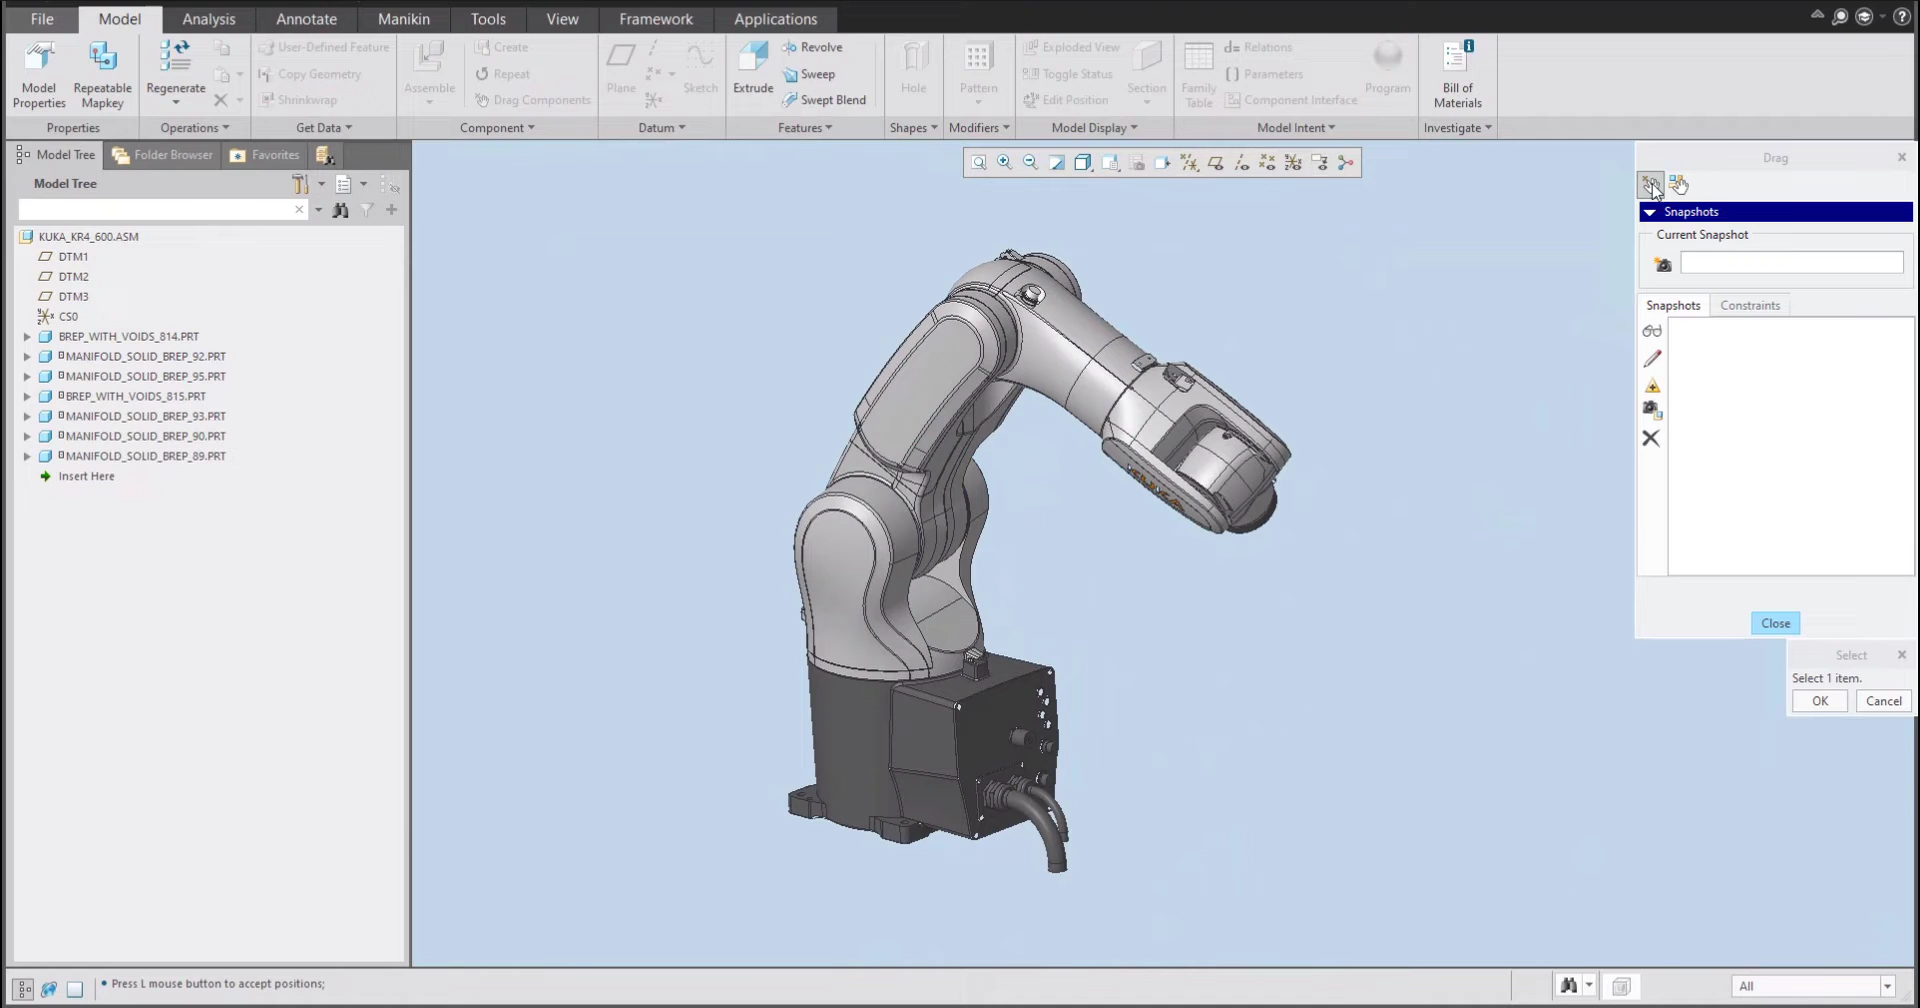 File Model Analysis Annotate Manikin Tools View Framework Applications
Model Properties
Repeatable Mapkey
Properties
Regenerate
Operations
User-Defined Feature
Copy Geometry
Shrinkwrap
Get Data
Assemble
Create
Repeat
Drag Components
Component
Plane
Sketch
Datum
Extrude
Revolve
Sweep
Swept Blend
Features
Hole
Shapes
Pattern
Modifiers
Exploded View
Toggle Status
Edit Position
Section
Model Display
Family Table
d= Relations
Parameters
Component Interface
Program
Model Intent
Bill of Materials
Investigate
Model Tree Folder Browser Favorites
Model Tree
KUKA_KR4_600.ASM
DTM1
DTM2
DTM3
CS0
BREP_WITH_VOIDS_814.PRT
MANIFOLD_SOLID_BREP_92.PRT
MANIFOLD_SOLID_BREP_95.PRT
BREP_WITH_VOIDS_815.PRT
MANIFOLD_SOLID_BREP_93.PRT
MANIFOLD_SOLID_BREP_90.PRT
MANIFOLD_SOLID_BREP_89.PRT
Insert Here
KUKA
Drag
Snapshots
Current Snapshot
Snapshots Constraints
Close
Select
Select 1 item.
OK Cancel
• Press L mouse button to accept positions;
All